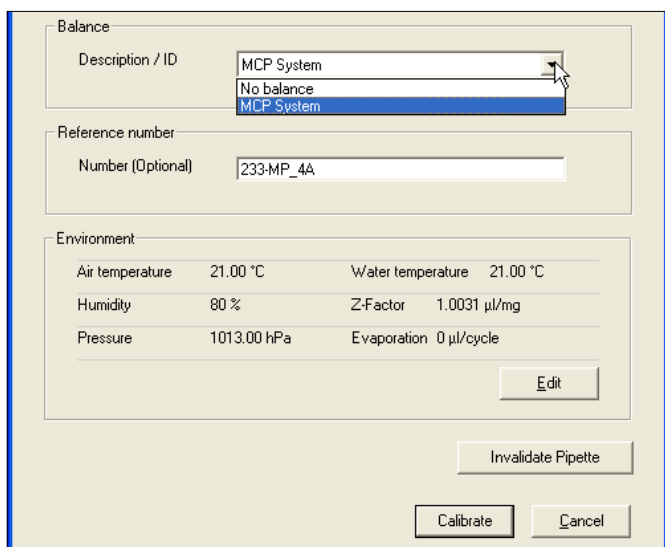 Balance
Description / ID MCP System
No balance
MCP System
Reference number
Number (Optional) 233-MP_4A
Environment
Air temperature 21.00 °C Water temperature 21.00 °C
Humidity 80 % Z-Factor 1.0031 µl/mg
Pressure 1013.00 hPa Evaporation 0 µl/cycle
Edit
Invalidate Pipette
Calibrate Cancel